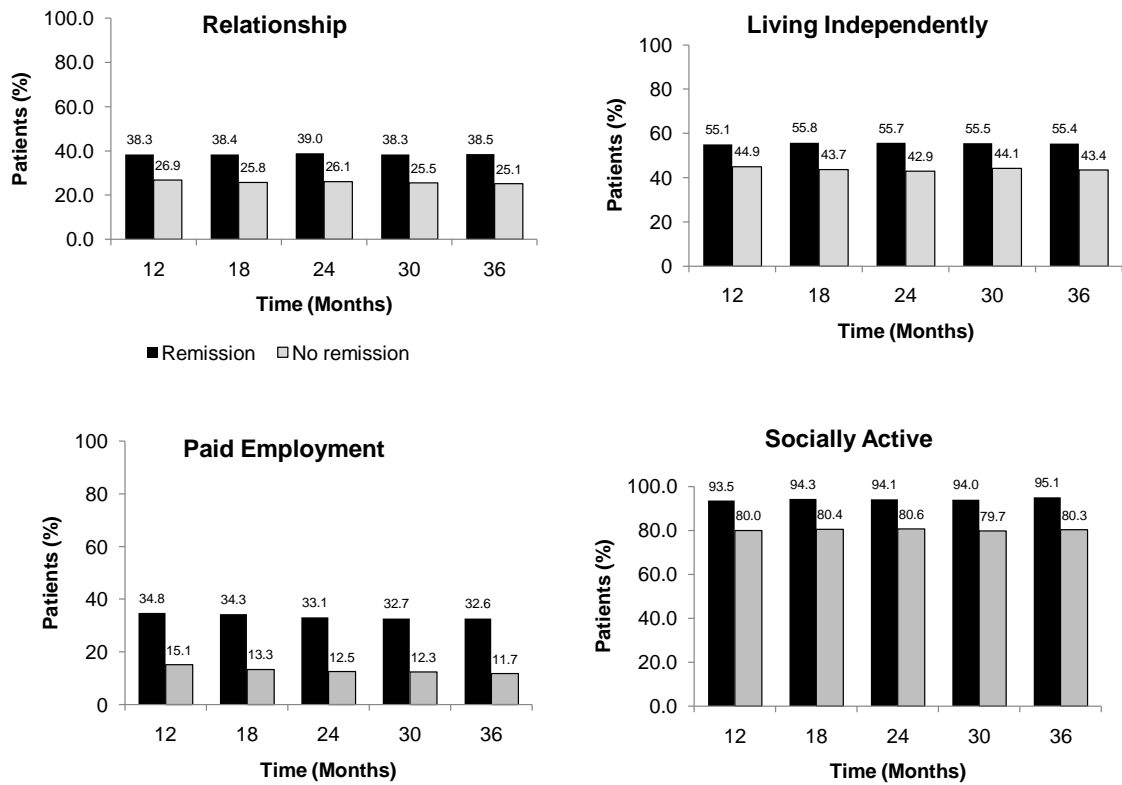 Relationship
Patients (%)
100.0
80.0
60.0
40.0
20.0
0.0
38.3 38.4 39.0 38.3 38.5
26.9 25.8 26.1 25.5 25.1
12 18 24 30 36
Time (Months)
Remission No remission
Living Independently
Patients (%)
100
80
60
40
20
0
55.1 55.8 55.7 55.5 55.4
44.9 43.7 42.9 44.1 43.4
12 18 24 30 36
Time (Months)
Paid Employment
Patients (%)
100
80
60
40
20
0
34.8 34.3 33.1 32.7 32.6
15.1 13.3 12.5 12.3 11.7
12 18 24 30 36
Time (Months)
Socially Active
Patients (%)
100.0
80.0
60.0
40.0
20.0
0.0
93.5 94.3 94.1 94.0 95.1
80.0 80.4 80.6 79.7 80.3
12 18 24 30 36
Time (Months)